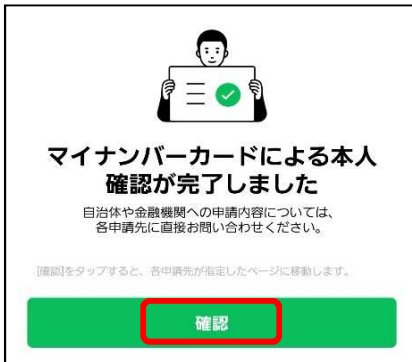 マイナンバーカードによる本人
確認が完了しました
自治体や金融機関への申請内容については、
各申請先に直接お問い合わせください。
[確認]をタップすると、各申請先が指定したページに移動します。
確認